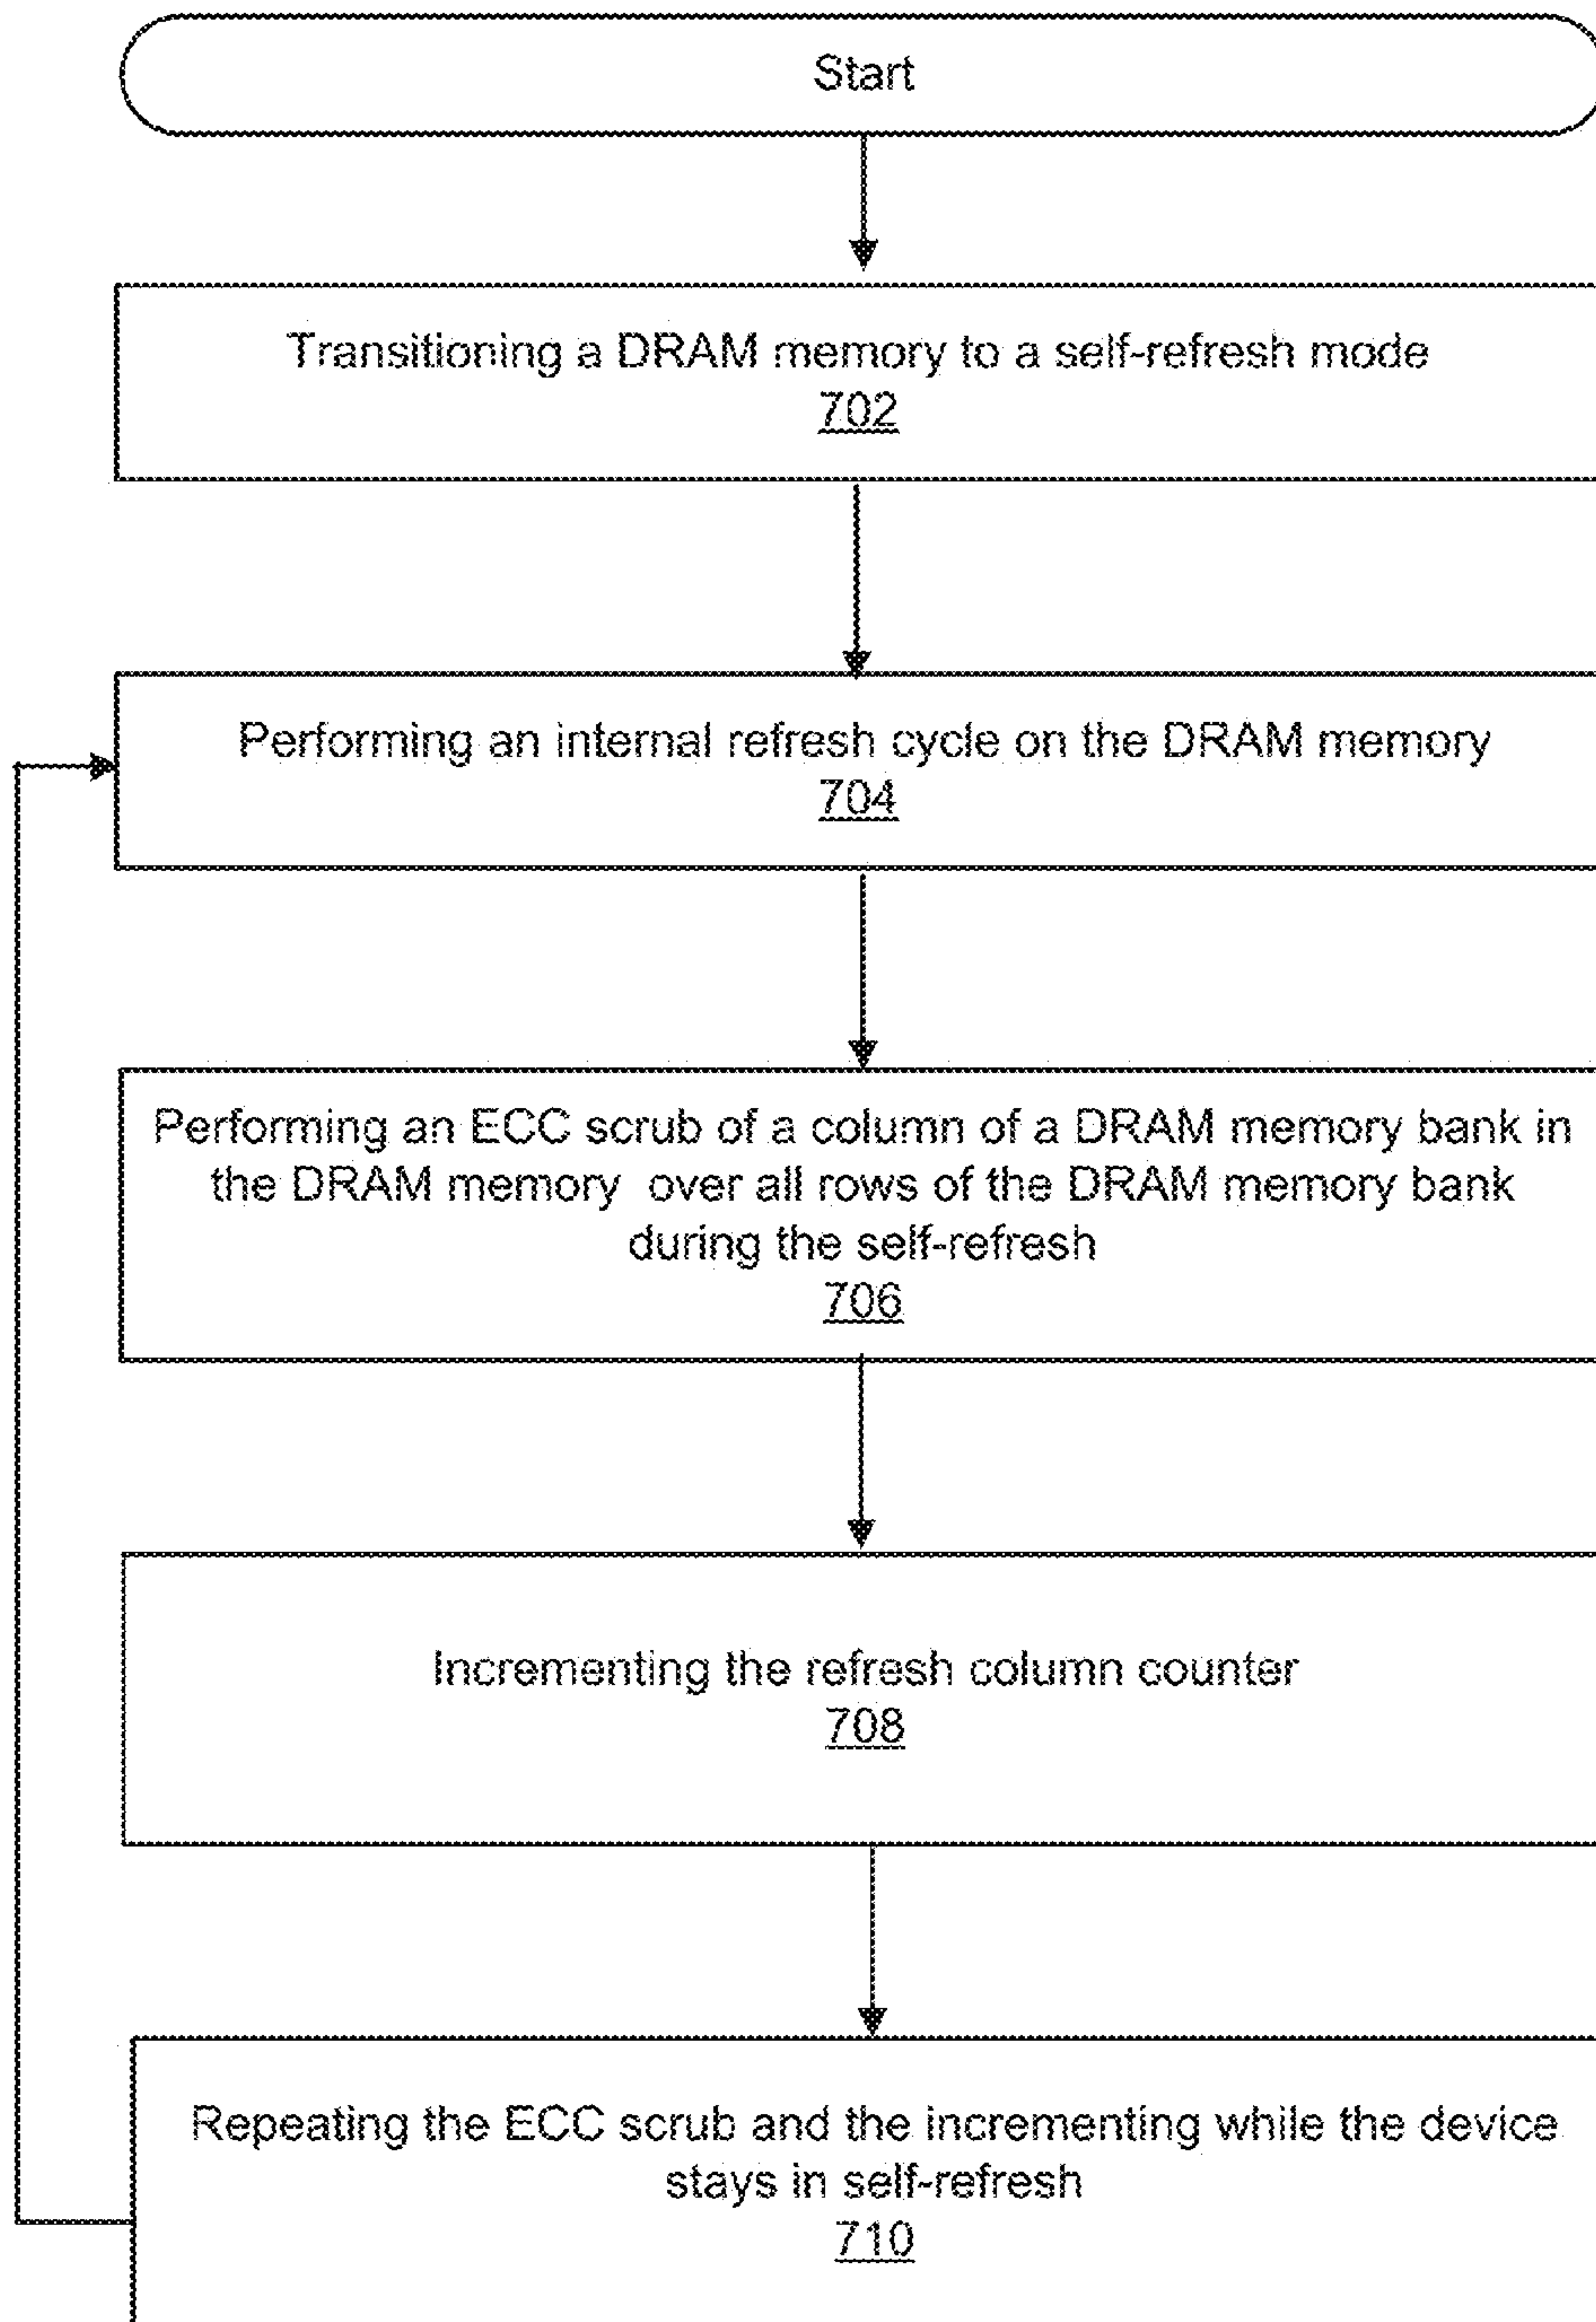 Start
Transitioning a DRAM memory to a self-refresh mode
702
Performing an internal refresh cycle on the DRAM memory
704
Performing an ECC scrub of a column of a DRAM memory bank in
the DRAM memory over all rows of the DRAM memory bank
during the self-refresh
706
Incrementing the refresh column counter
708
Repeating the ECC scrub and the incrementing while the device
stays in self-refresh
710